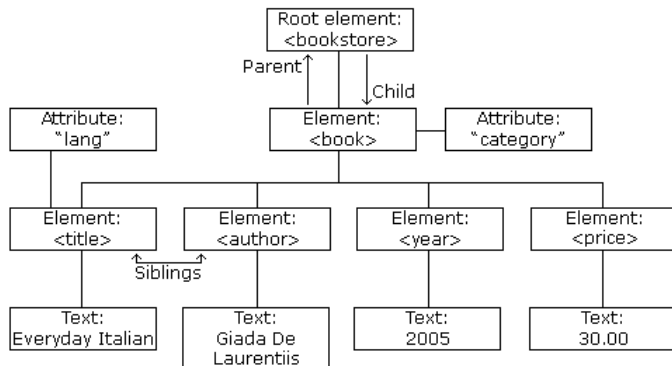 Root element:
<bookstore>
Parent
Child
Attribute:
"lang"
Element:
<book>
Attribute:
"category"
Element:
<title>
Element:
<author>
Element:
<year>
Element:
<price>
Siblings
Text:
Everyday Italian
Text:
Giada De
Laurentiis
Text:
2005
Text:
30.00